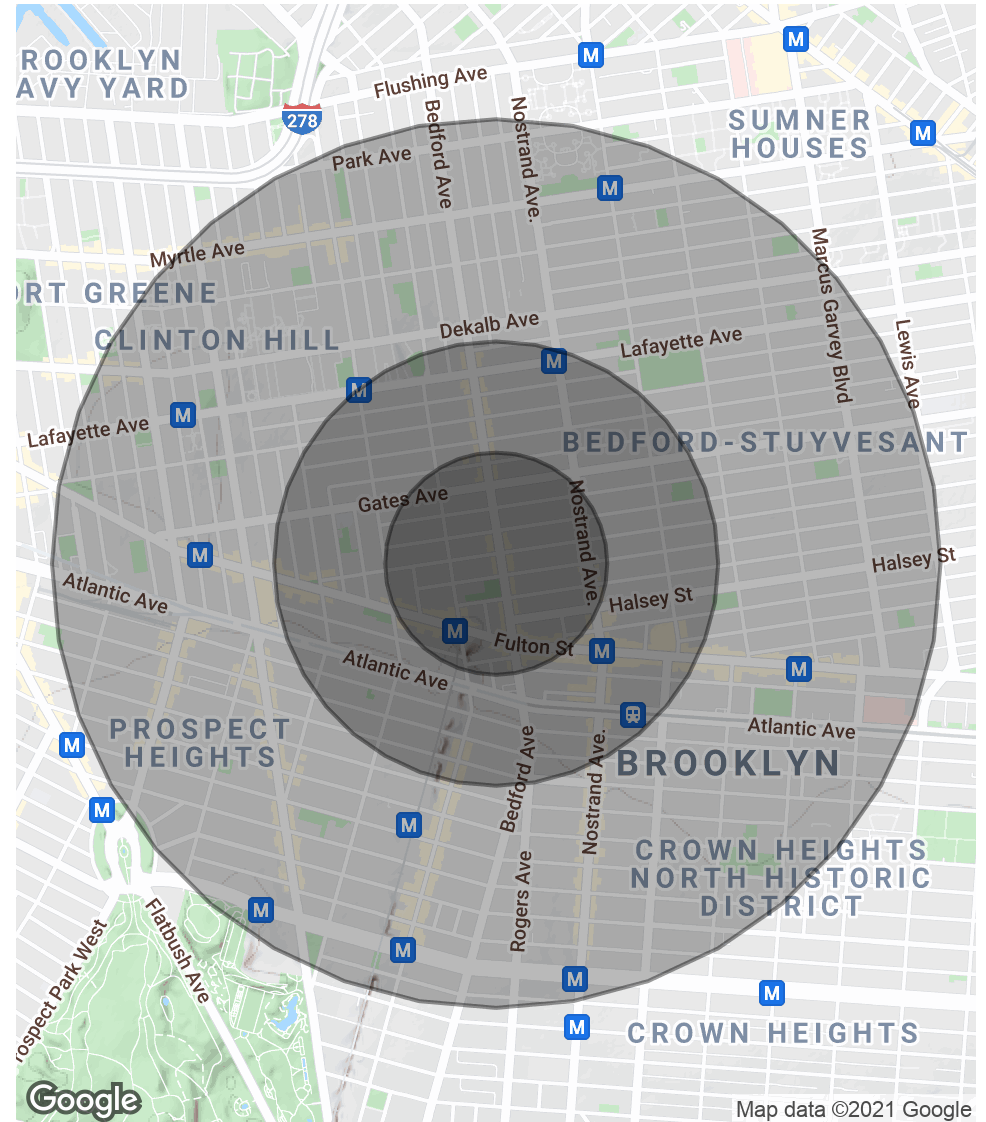 ROOKLYN
AVY YARD
Flushing Ave
M
M
278
Bedford Ave
Nostrand Ave.
SUMNER
HOUSES
M
Park Ave
M
Myrtle Ave
Marcus Garvey Blvd
ORT GREENE
CLINTON HILL
Dekalb Ave
Lafayette Ave
Lewis Ave
M
M
M
Lafayette Ave
BEDFORD-STUYVESANT
Gates Ave
Nostrand Ave.
M
Halsey St
Atlantic Ave
Halsey St
M
Fulton St
M
M
Atlantic Ave
PROSPECT
HEIGHTS
M
Atlantic Ave
BROOKLYN
Bedford Ave
Nostrand Ave.
M
M
CROWN HEIGHTS
NORTH HISTORIC
DISTRICT
Rogers Ave
M
Flatbush Ave
M
M
M
rospect Park West
M
CROWN HEIGHTS
Google
Map data ©2021 Google